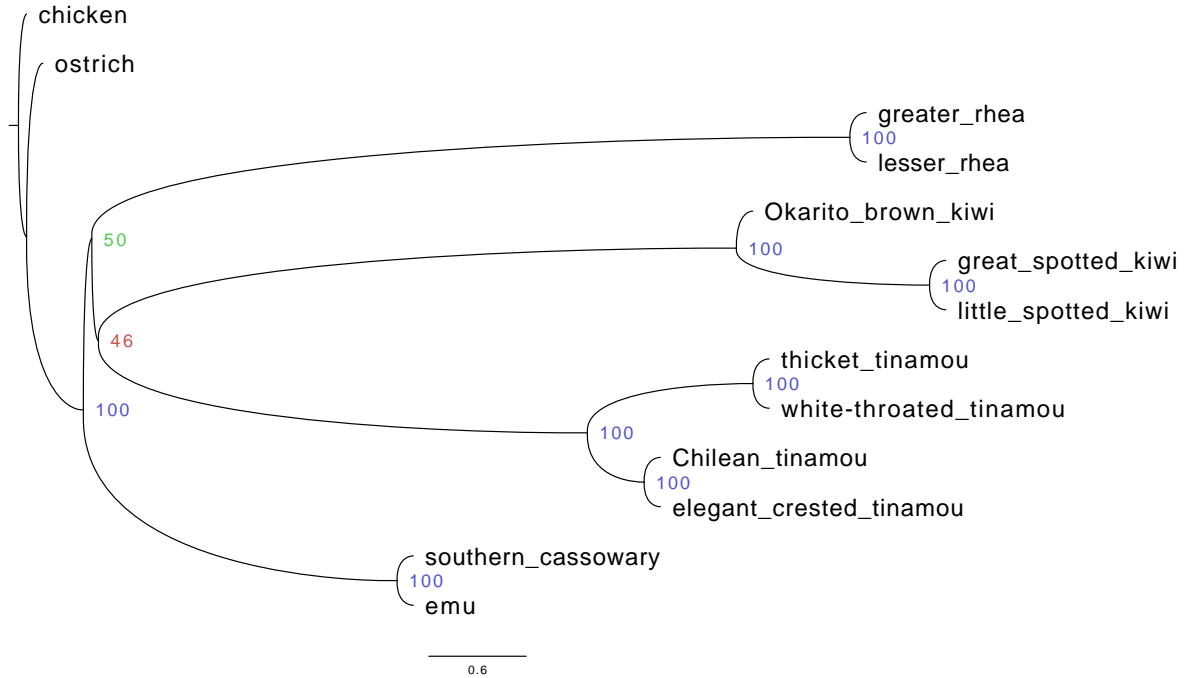 chicken
ostrich
greater_rhea
100
lesser_rhea
Okarito_brown_kiwi
50
100
great_spotted_kiwi
100
little_spotted_kiwi
46
thicket_tinamou
100
white-throated_tinamou
100
100
Chilean_tinamou
100
elegant_crested_tinamou
southern_cassowary
100
emu
0.6